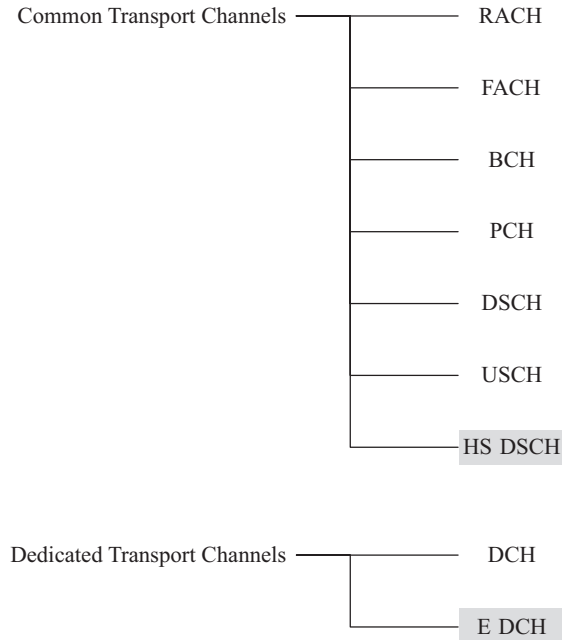 Common Transport Channels
RACH
FACH
BCH
PCH
DSCH
USCH
HS DSCH
Dedicated Transport Channels
DCH
E DCH